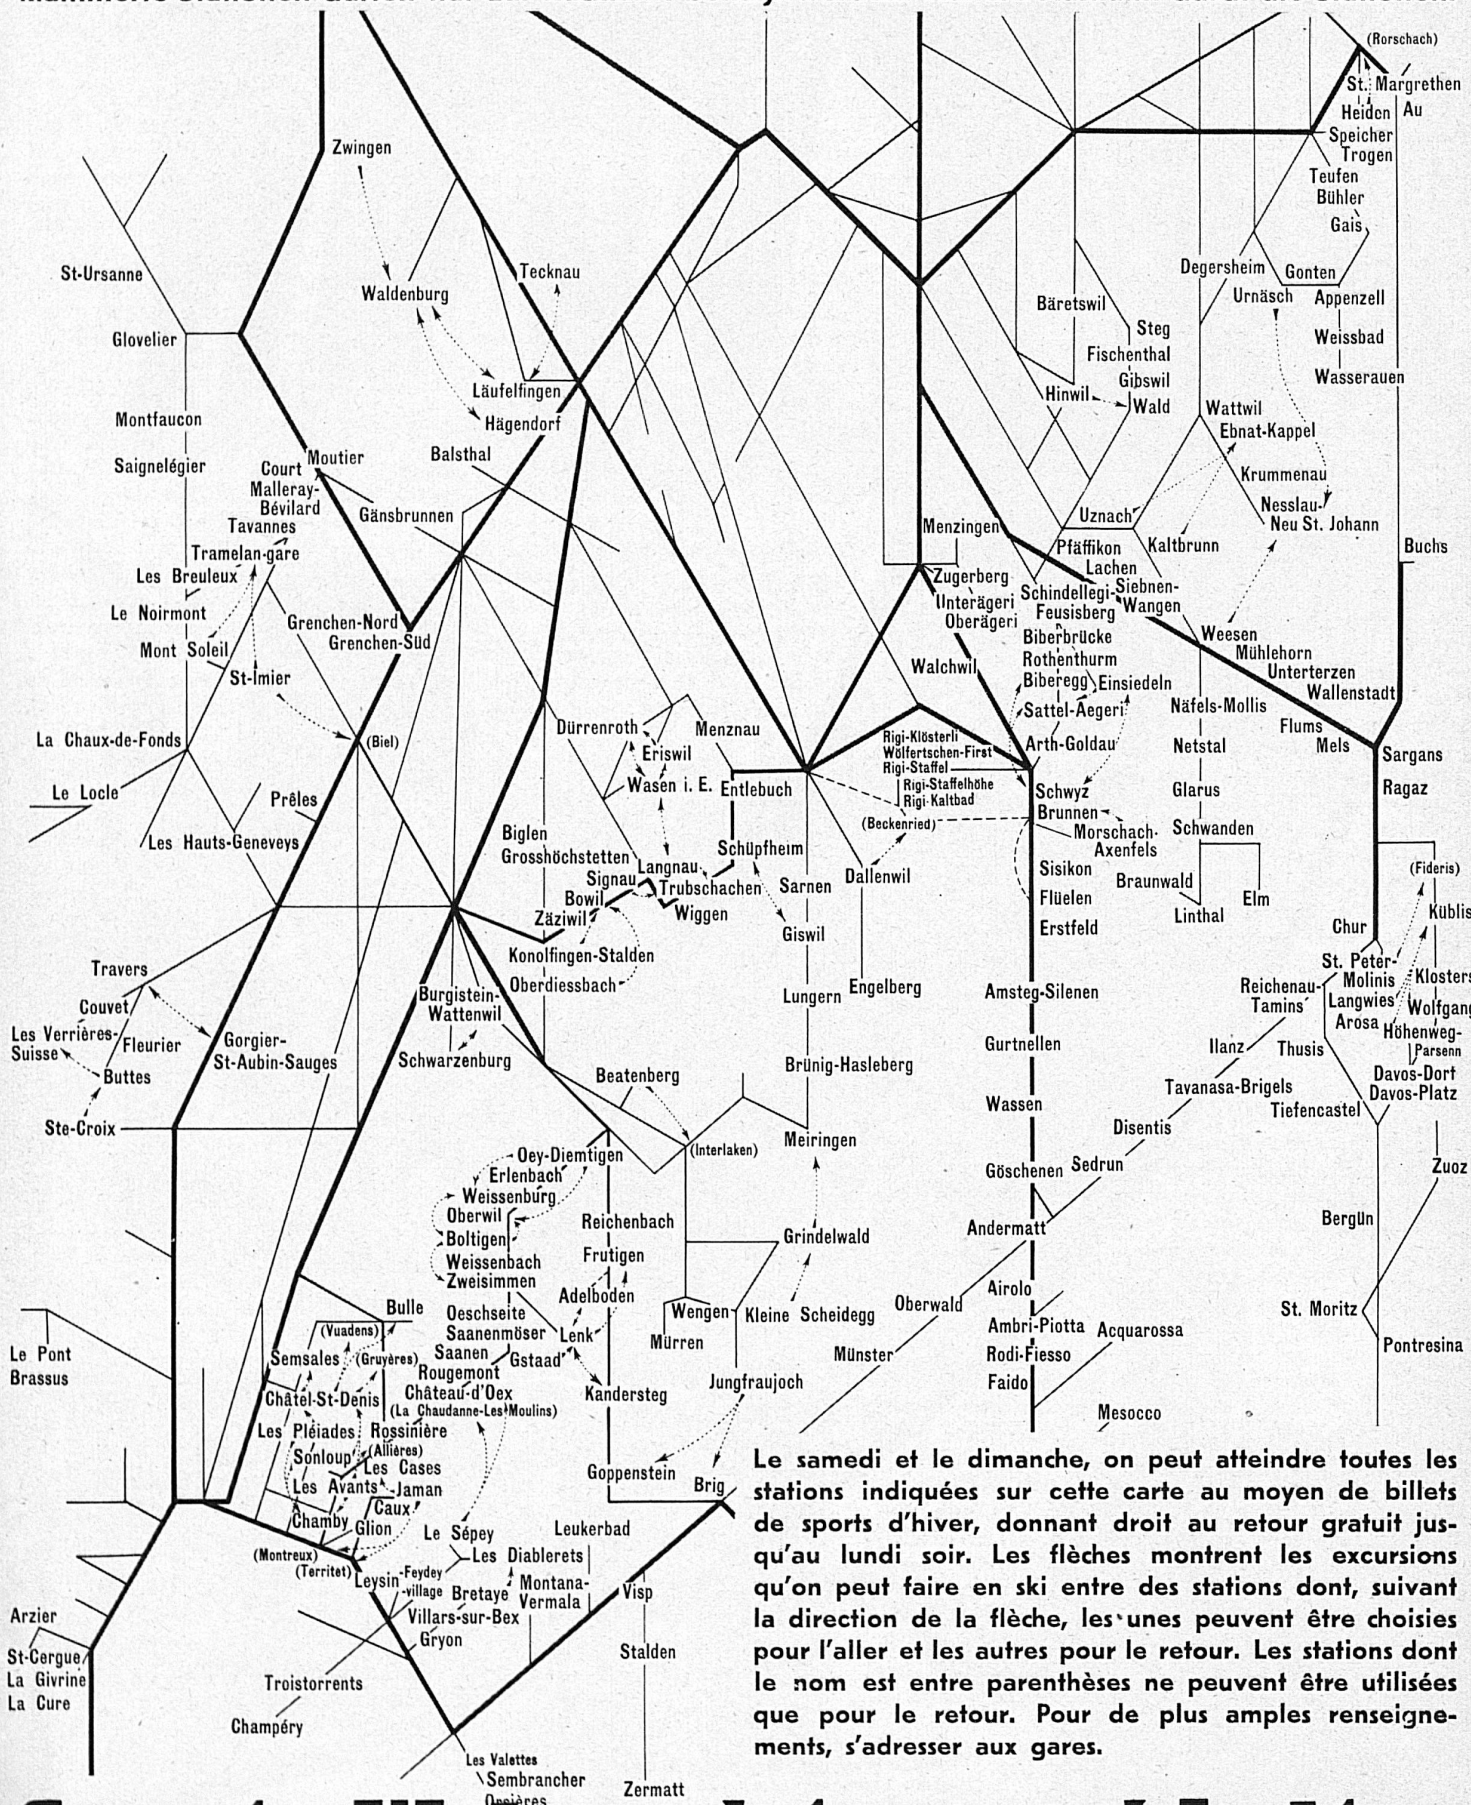 (Rorschach)
St. Margrethen
Heiden
Au
Speicher
Trogen
Zwingen
Teufen
Bühler
Gais
St-Ursanne
Tecknau
Waldenburg
Degersheim
Gonten
Urnäsch
Appenzell
Bäretswil
Steg
Glovelier
Weissbad
Fischenthal
Gibswil
Wasserauen
Läufelfingen
Hinwil
Wald
Wattwil
Hägendorf
Ebnat-Kappel
Montfaucon
Balsthal
Moutier
Court
Saignelégier
Krummenau
Malleray-
Bévilard
Gänsbrunnen
Nesslau-
Neu St. Johann
Uznach
Tavannes
Menzingen
Kaltbrunn
Buchs
Tramelan-gare
Pfäffikon
Lachen
Les Breuleux
Zugerberg
Siebnen-
Wangen
Schindellegi-
Feusisberg
Le Noirmont
Unterägeri
Oberägeri
Grenchen-Nord
Grenchen-Süd
Biberbrücke
Weesen
Mont Soleil
Mühlehorn
Rothenturm
Walchwil
Unterterzen
St-Imier
Biberegg
Einsiedeln
Wallenstadt
Sattel-Aegeri
Näfels-Mollis
Dürrenroth
Menznau
Flums
La Chaux-de-Fonds
(Biel)
Rigi-Klösterli
Wölfertschen-First
Rigi-Staffel
Arth-Goldau
Netstal
Mels
Sargans
Eriswil
Wasen i. E.
Entlebuch
Rigi-Staffelhöhe
Rigi-Kaltbad
Schwyz
Glarus
Ragaz
Le Locle
Prêles
Brunnen
(Beckenried)
Morschach-
Axenfels
Schwanden
Les Hauts-Geneveys
Biglen
Grosshöchstetten
Schüpfheim
Langnau
Sisikon
(Fideris)
Signau
Trubschachen
Sarnen
Dallenwil
Braunwald
Bowil
Flüelen
Elm
Zäziwil
Wiggen
Linthal
Küblis
Giswil
Erstfeld
Chur
Konolfingen-Stalden
Travers
St. Peter-
Molinis
Oberdiessbach
Burgistein-
Wattenwil
Engelberg
Lungern
Amsteg-Silenen
Reichenau-
Tamins
Langwies
Klosters
Couvet
Arosa
Wolfgang
Les Verrières-
Suisse
Fleurier
Gorgier-
St-Aubin-Sauges
Höhenweg-
Parsenn
Gurtnellen
Ilanz
Thusis
Schwarzenburg
Brünig-Hasleberg
Buttes
Beatenberg
Davos-Dorf
Davos-Platz
Tavanasa-Brigels
Wassen
Tiefencastel
Ste-Croix
Disentis
Meiringen
(Interlaken)
Oey-Diemtigen
Erlenbach
Göschenen
Sedrun
Zuoz
Weissenburg
Oberwil
Reichenbach
Andermatt
Bergün
Boltigen
Grindelwald
Frutigen
Weissenbach
Zweisimmen
Airolo
Adelboden
Bulle
Oeschseite
Wengen
Kleine Scheidegg
Oberwald
St. Moritz
(Vuadens)
Saanenmöser
Lenk
Mürren
Ambri-Piotta
Acquarossa
Pontresina
Le Pont
Brassus
Semsales
(Gruyères)
Saanen
Gstaad
Münster
Rodi-Fiesso
Rougemont
Faido
Châtel-St-Denis
Château-d'Oex
Kandersteg
Jungfraujoch
(La Chaudanne-Les Moulins)
Mesocco
Les Pléiades
Rossinière
Sonloup
(Allières)
Les Cases
Goppenstein
Brig
Les Avants
Jaman
Caux
Chamby
Glion
Le Sépey
Leukerbad
(Montreux)
Les Diablerets
(Territet)
Leysin-Feydey
-village
Bretaye
Montana-
Vermala
Visp
Arzier
Villars-sur-Bex
Gryon
St-Cergue
Stalden
La Givrine
Troistorrents
La Cure
Champéry
Les Valettes
Sembrancher
Orsières
Zermatt
Le samedi et le dimanche, on peut atteindre toutes les
stations indiquées sur cette carte au moyen de billets
de sports d'hiver, donnant droit au retour gratuit jus-
qu'au lundi soir. Les flèches montrent les excursions
qu'on peut faire en ski entre des stations dont, suivant
la direction de la flèche, les unes peuvent être choisies
pour l'aller et les autres pour le retour. Les stations dont
le nom est entre parenthèses ne peuvent être utilisées
que pour le retour. Pour de plus amples renseigne-
ments, s'adresser aux gares.